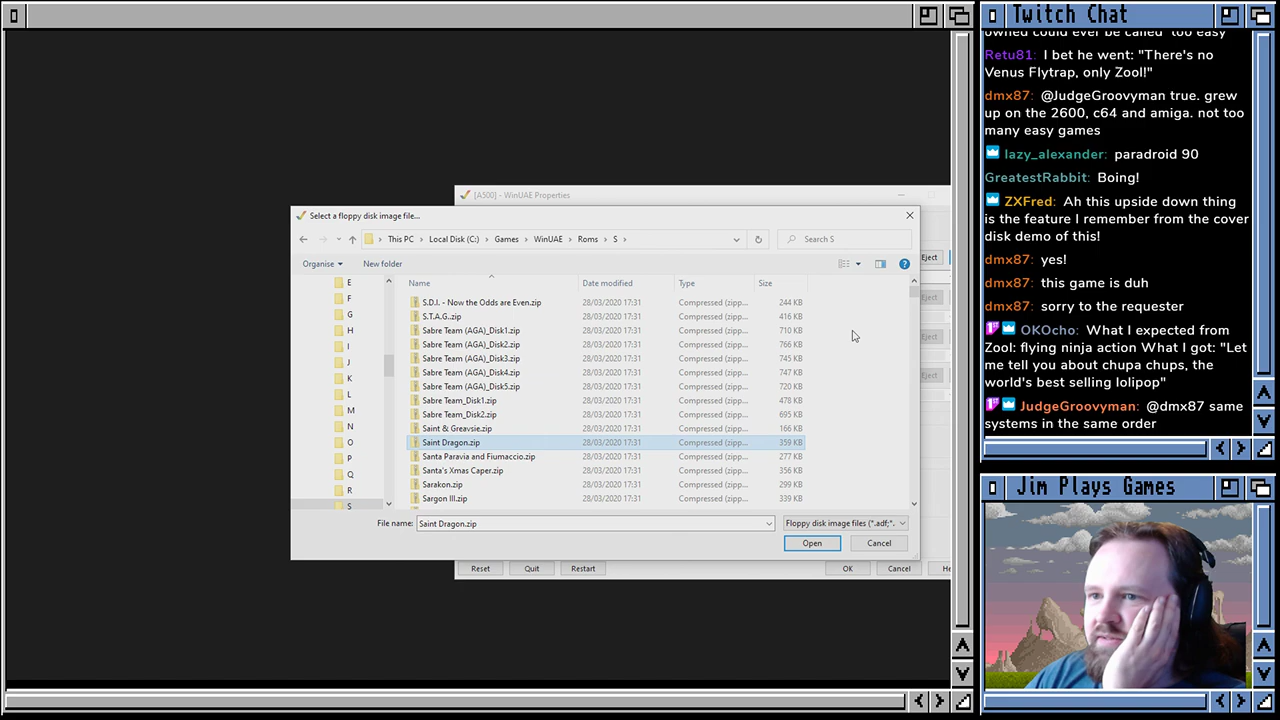 Twitch Chat
owned could ever be called "too easy"
Retu81: I bet he went: "There's no
Venus Flytrap, only Zool!"
dmx87: @JudgeGroovyman true. grew
up on the 2600, c64 and amiga. not too
many easy games
lazy_alexander: paradroid 90
GreatestRabbit: Boing!
ZXFred: Ah this upside down thing
is the feature I remember from the cover
disk demo of this!
dmx87: yes!
dmx87: this game is duh
dmx87: sorry to the requester
OKOcho: What I expected from
Zool: flying ninja action What I got: "Let
me tell you about chupa chups, the
world's best selling lolipop"
JudgeGroovyman: @dmx87 same
systems in the same order
Jim Plays Games
[A500] - WinUAE Properties
Select a floppy disk image file...
This PC > Local Disk (C:) > Games > WinUAE > Roms > S >
Search S
Organise
New folder
Name Date modified Type Size
E
F
G
H
I
J
K
L
M
N
O
P
Q
R
S
S.D.I. - Now the Odds are Even.zip 28/03/2020 17:31 Compressed (zipp... 244 KB
S.T.A.G..zip 28/03/2020 17:31 Compressed (zipp... 416 KB
Sabre Team (AGA)_Disk1.zip 28/03/2020 17:31 Compressed (zipp... 710 KB
Sabre Team (AGA)_Disk2.zip 28/03/2020 17:31 Compressed (zipp... 766 KB
Sabre Team (AGA)_Disk3.zip 28/03/2020 17:31 Compressed (zipp... 745 KB
Sabre Team (AGA)_Disk4.zip 28/03/2020 17:31 Compressed (zipp... 747 KB
Sabre Team (AGA)_Disk5.zip 28/03/2020 17:31 Compressed (zipp... 720 KB
Sabre Team_Disk1.zip 28/03/2020 17:31 Compressed (zipp... 478 KB
Sabre Team_Disk2.zip 28/03/2020 17:31 Compressed (zipp... 695 KB
Saint & Greavsie.zip 28/03/2020 17:31 Compressed (zipp... 166 KB
Saint Dragon.zip 28/03/2020 17:31 Compressed (zipp... 359 KB
Santa Paravia and Fiumaccio.zip 28/03/2020 17:31 Compressed (zipp... 277 KB
Santa's Xmas Caper.zip 28/03/2020 17:31 Compressed (zipp... 356 KB
Sarakon.zip 28/03/2020 17:31 Compressed (zipp... 299 KB
Sargon III.zip 28/03/2020 17:31 Compressed (zipp... 339 KB
File name: Saint Dragon.zip
Floppy disk image files (*.adf;*.
Open
Cancel
Eject
Eject
Eject
Eject
Reset
Quit
Restart
OK
Cancel
He